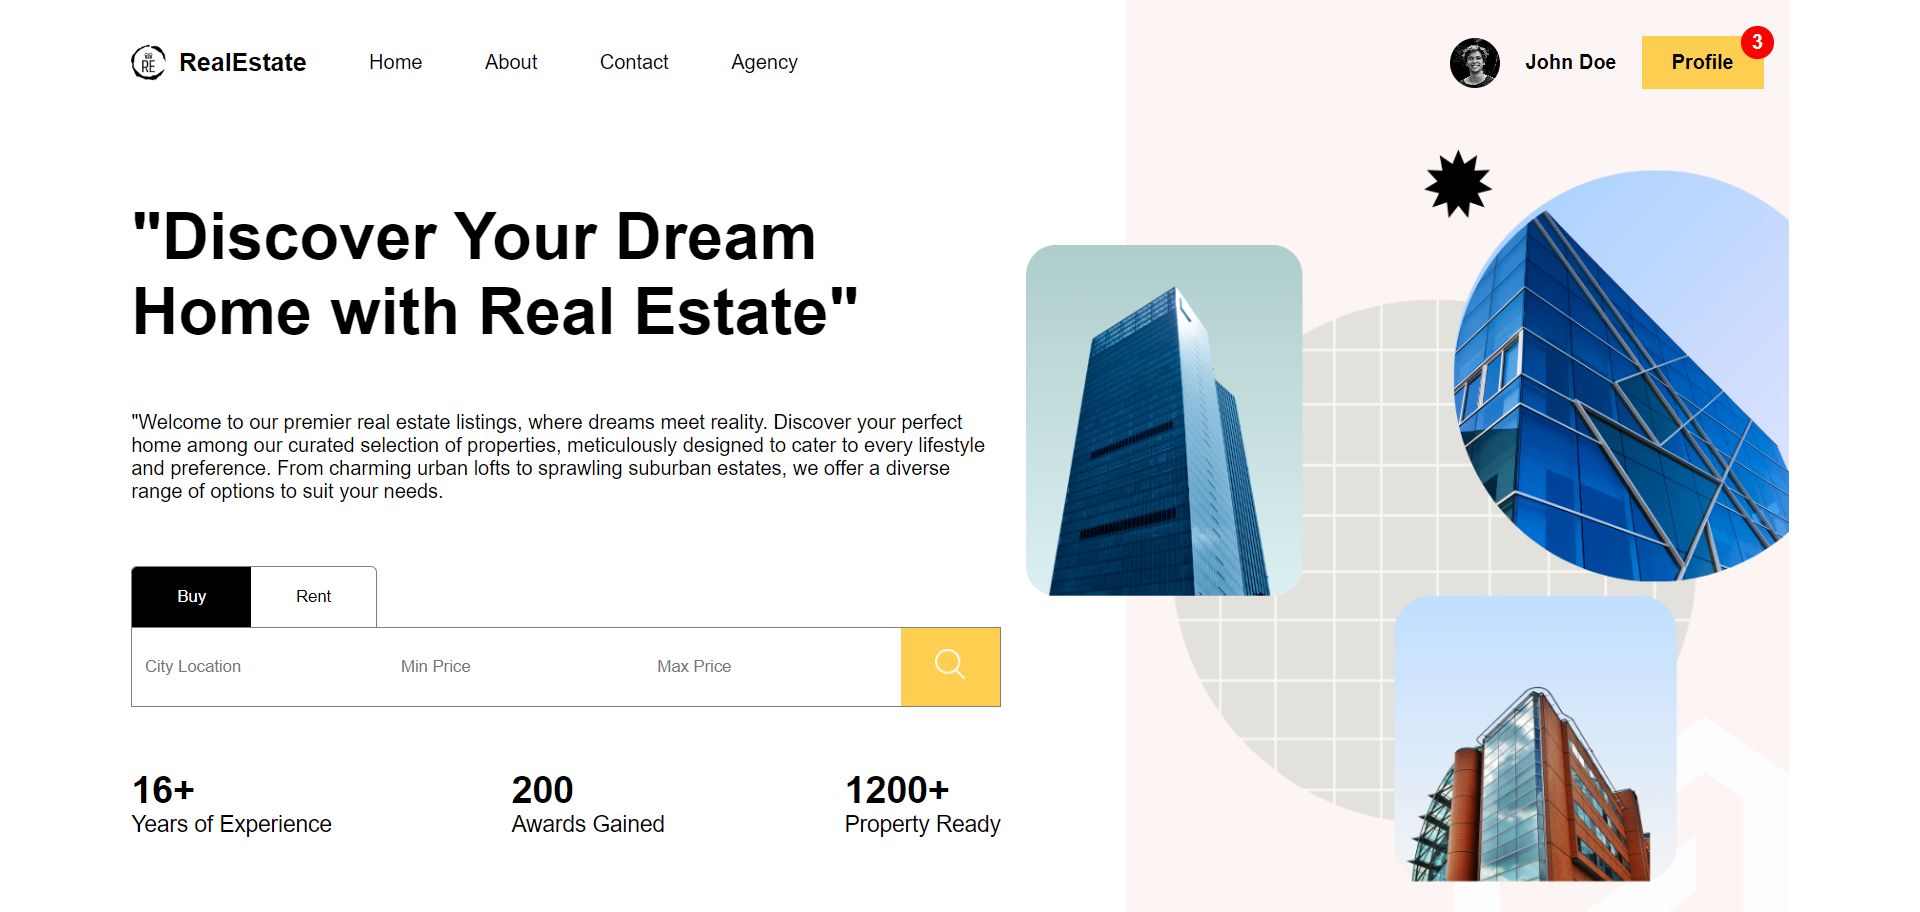 RE
RealEstate
Home
About
Contact
Agency
John Doe
Profile
3
"Discover Your Dream
Home with Real Estate"
"Welcome to our premier real estate listings, where dreams meet reality. Discover your perfect
home among our curated selection of properties, meticulously designed to cater to every lifestyle
and preference. From charming urban lofts to sprawling suburban estates, we offer a diverse
range of options to suit your needs.
Buy
Rent
City Location
Min Price
Max Price
16+
Years of Experience
200
Awards Gained
1200+
Property Ready